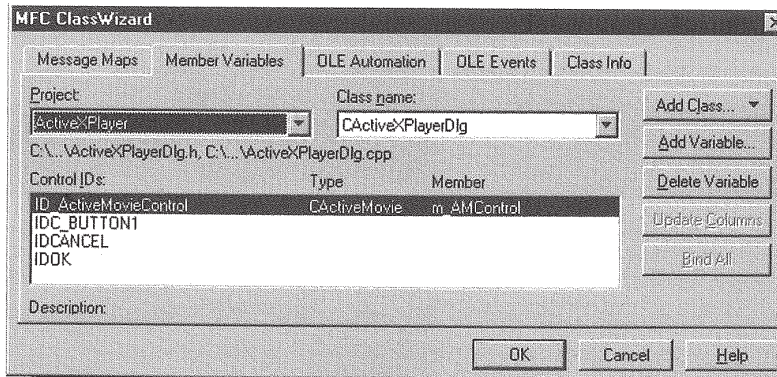 MFC ClassWizard
Message Maps Member Variables OLE Automation OLE Events Class Info
Project: Class name:
ActiveXPlayer CActiveXPlayerDlg
Add Class...
C:\...\ActiveXPlayerDlg.h, C:\...\ActiveXPlayerDlg.cpp
Add Variable...
Control IDs: Type Member
Delete Variable
ID_ActiveMovieControl CActiveMovie m_AMControl
IDC_BUTTON1
Update Columns
IDCANCEL
IDOK
Bind All
Description:
OK Cancel Help